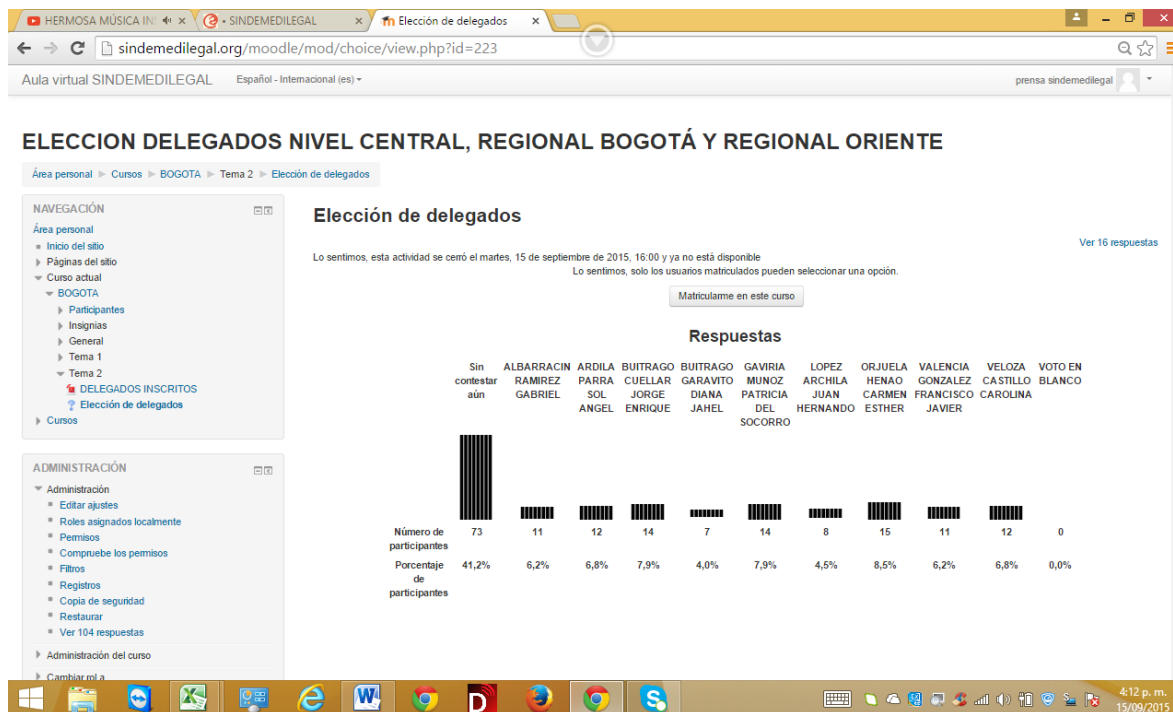 HERMOSA MÚSICA IN
- SINDEMEDILEGAL
Elección de delegados
sindemedilegal.org/moodle/mod/choice/view.php?id=223
Aula virtual SINDEMEDILEGAL Español - Internacional (es) prensa sindemedilegal
ELECCION DELEGADOS NIVEL CENTRAL, REGIONAL BOGOTÁ Y REGIONAL ORIENTE
Área personal Cursos BOGOTA Tema 2 Elección de delegados
NAVEGACIÓN
Área personal
Inicio del sitio
Páginas del sitio
Curso actual
BOGOTA
Participantes
Insignias
General
Tema 1
Tema 2
DELEGADOS INSCRITOS
Elección de delegados
Cursos
ADMINISTRACIÓN
Administración
Editar ajustes
Roles asignados localmente
Permisos
Compruebe los permisos
Filtros
Registros
Copia de seguridad
Restaurar
Ver 104 respuestas
Administración del curso
Cambiar rol a
Elección de delegados
Ver 16 respuestas
Lo sentimos, esta actividad se cerró el martes, 15 de septiembre de 2015, 16:00 y ya no está disponible
Lo sentimos, solo los usuarios matriculados pueden seleccionar una opción.
Matricularme en este curso
Respuestas
Sin ALBARRACIN ARDILA BUITRAGO BUITRAGO GAVIRIA LOPEZ ORJUELA VALENCIA VELOZA VOTO EN
contestar RAMIREZ PARRA CUELLAR GARAVITO MUNOZ ARCHILA HENAO GONZALEZ CASTILLO BLANCO
aún GABRIEL SOL JORGE DIANA PATRICIA JUAN CARMEN FRANCISCO CAROLINA
ANGEL ENRIQUE JAHEL DEL HERNANDO ESTHER JAVIER
SOCORRO
Número de 73 11 12 14 7 14 8 15 11 12 0
participantes
Porcentaje 41,2% 6,2% 6,8% 7,9% 4,0% 7,9% 4,5% 8,5% 6,2% 6,8% 0,0%
de
participantes
4:12 p. m.
15/09/2015